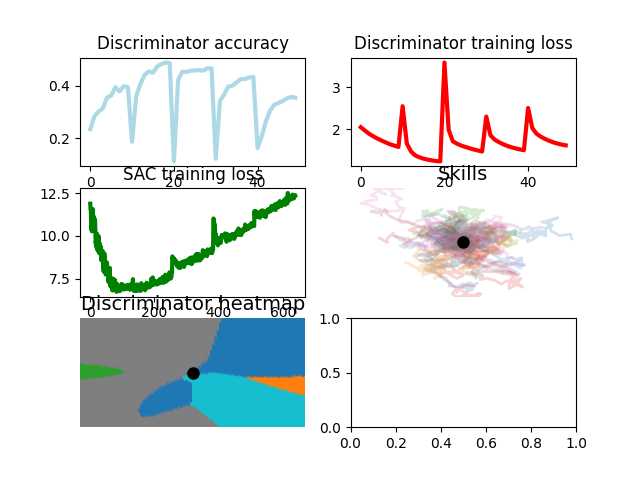 Discriminator accuracy
0.4
0.2
0 20 40
Discriminator training loss
3
2
0 20 40
SAC training loss
12.5
10.0
7.5
0 200 400 600
Skills
Discriminator heatmap
1.0
0.5
0.0
0.0 0.2 0.4 0.6 0.8 1.0